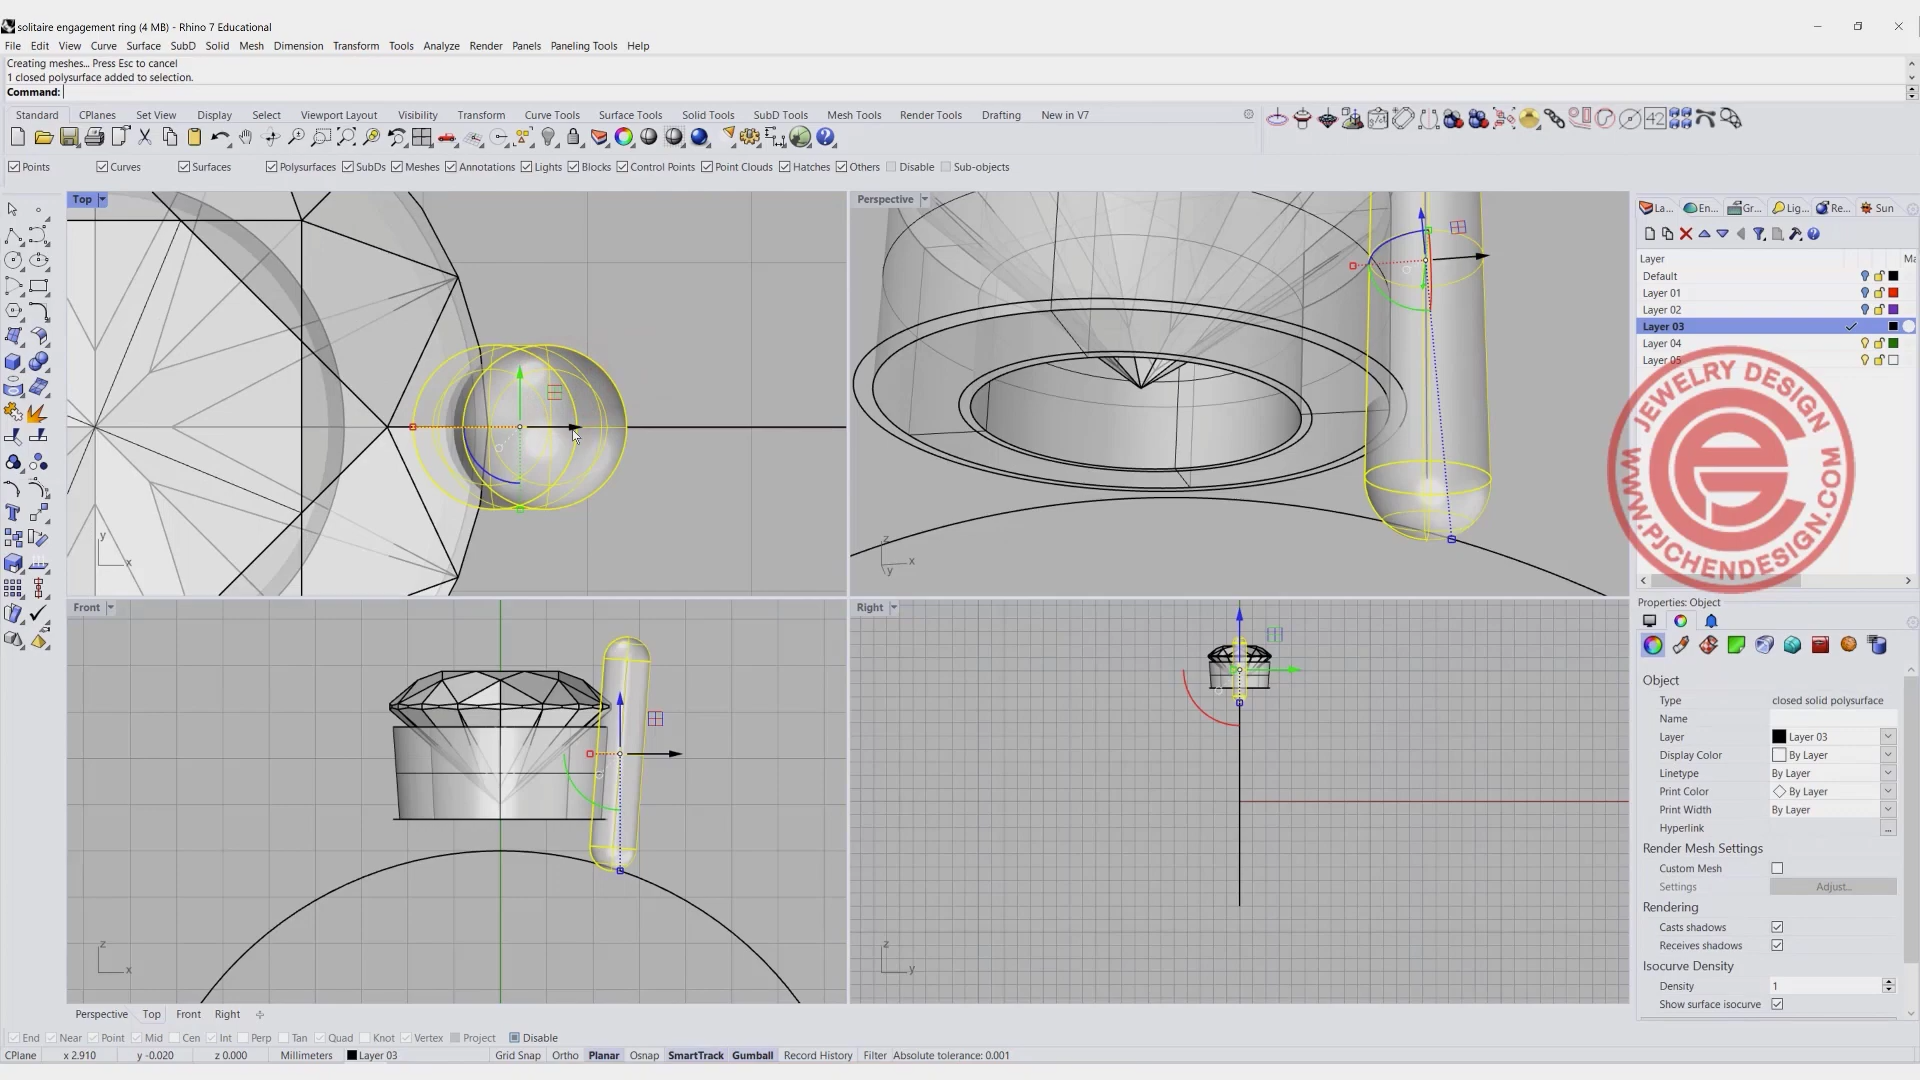 solitaire engagement ring (4 MB) - Rhino 7 Educational
File Edit View Curve Surface SubD Solid Mesh Dimension Transform Tools Analyze Render Panels Paneling Tools Help
Creating meshes... Press Esc to cancel
1 closed polysurface added to selection.
Command:
Standard CPlanes Set View Display Select Viewport Layout Visibility Transform Curve Tools Surface Tools Solid Tools SubD Tools Mesh Tools Render Tools Drafting New in V7
42
Points Curves Surfaces Polysurfaces SubDs Meshes Annotations Lights Blocks Control Points Point Clouds Hatches Others Disable Sub-objects
Top
y
x
Perspective
z
y
x
La... En... Gr... Lig... Re... Sun
Layer Ma
Default
Layer 01
Layer 02
Layer 03
Layer 04
Layer 05
JEWELRY DESIGN
WWW.PJCHENDESIGN.COM
Front
z
x
Right
z
y
Properties: Object
Object
Type closed solid polysurface
Name
Layer Layer 03
Display Color By Layer
Linetype By Layer
Print Color By Layer
Print Width By Layer
Hyperlink ...
Render Mesh Settings
Custom Mesh
Settings Adjust...
Rendering
Casts shadows
Receives shadows
Isocurve Density
Density 1
Show surface isocurve
Perspective Top Front Right
End Near Point Mid Cen Int Perp Tan Quad Knot Vertex Project Disable
CPlane x 2.910 y -0.020 z 0.000 Millimeters Layer 03 Grid Snap Ortho Planar Osnap SmartTrack Gumball Record History Filter Absolute tolerance: 0.001